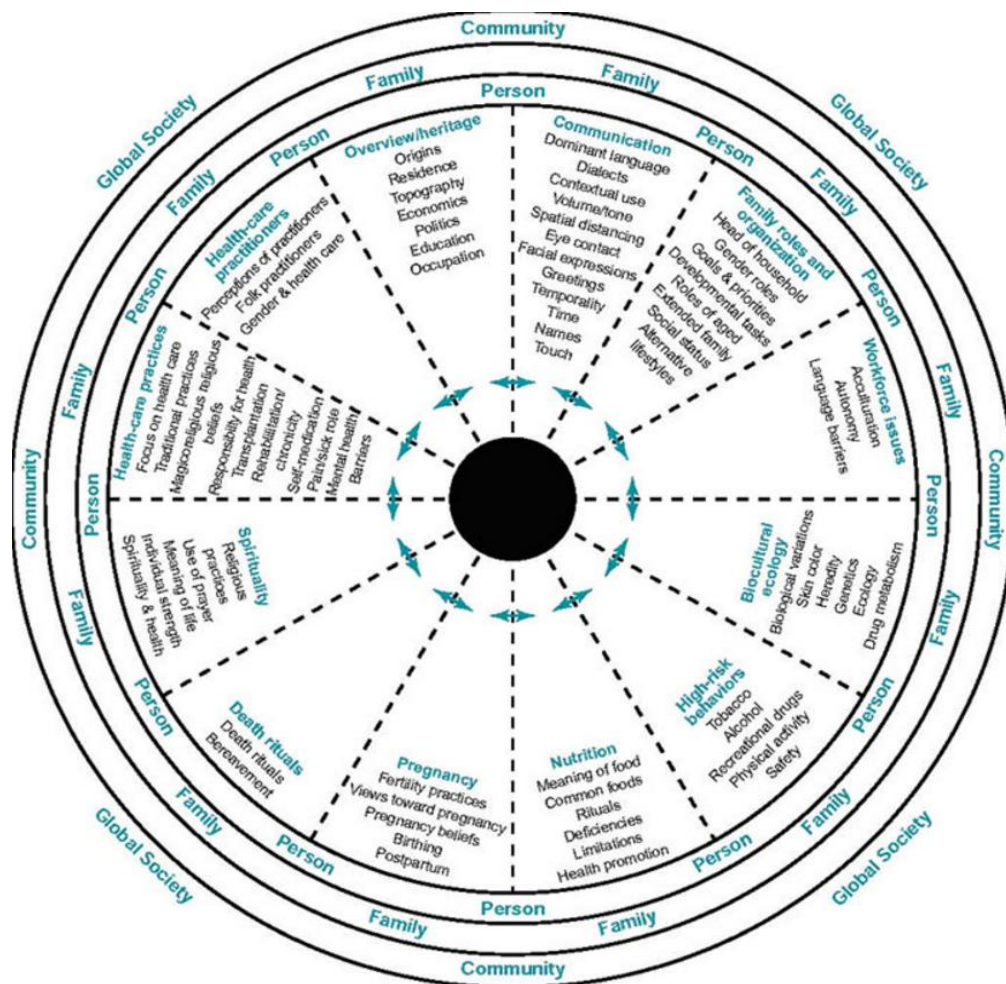 Community
Family
Family
Person
Global Society
Global Society
Person
Person
Family
Family
Person
Person
Family
Family
Community
Community
Person
Person
Family
Family
Person
Person
Family
Family
Person
Person
Global Society
Global Society
Person
Family
Family
Community
Overview/heritage
Origins
Residence
Topography
Economics
Politics
Education
Occupation
Communication
Dominant language
Dialects
Contextual use
Volume/tone
Spatial distancing
Eye contact
Facial expressions
Greetings
Temporality
Time
Names
Touch
Family roles and
organization
Head of household
Gender roles
Goals & priorities
Developmental tasks
Roles of aged
Extended family
Social status
Alternative
lifestyles
Workforce issues
Acculturation
Autonomy
Language barriers
Biocultural
ecology
Biological variations
Skin color
Heredity
Genetics
Ecology
Drug metabolism
High-risk
behaviors
Tobacco
Alcohol
Recreational drugs
Physical activity
Safety
Nutrition
Meaning of food
Common foods
Rituals
Deficiencies
Limitations
Health promotion
Pregnancy
Fertility practices
Views toward pregnancy
Pregnancy beliefs
Birthing
Postpartum
Death rituals
Death rituals
Bereavement
Spirituality
Religious
practices
Use of prayer
Meaning of life
Individual strength
Spirituality & health
Health-care practices
Focus on health care
Traditional practices
Magicoreligious religious
beliefs
Responsibility for health
Transplantation
Rehabilitation/
chronicity
Self-medication
Pain/sick role
Mental health
Barriers
Health-care
practitioners
Perceptions of practitioners
Folk practitioners
Gender & health care